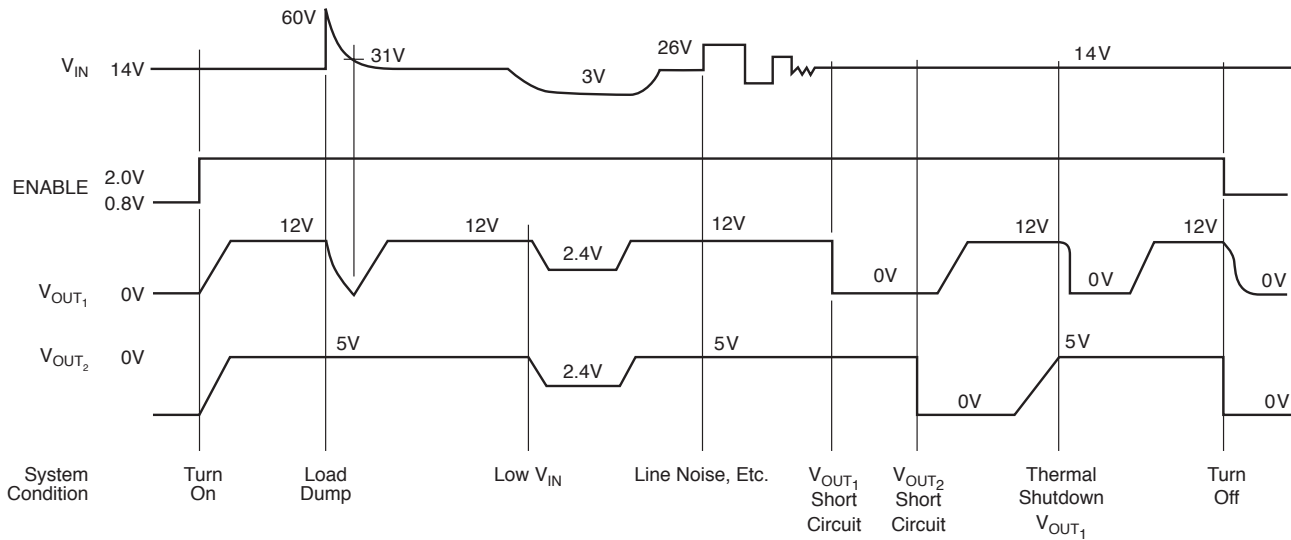 60V
31V
V_IN 14V
3V
26V
14V
ENABLE 2.0V
0.8V
12V
12V
2.4V
12V
0V
12V
0V
12V
0V
V_OUT₁ 0V
V_OUT₂ 0V
5V
2.4V
5V
0V
5V
0V
System
Condition
Turn
On
Load
Dump
Low V_IN
Line Noise, Etc.
V_OUT₁
Short
Circuit
V_OUT₂
Short
Circuit
Thermal
Shutdown
V_OUT₁
Turn
Off